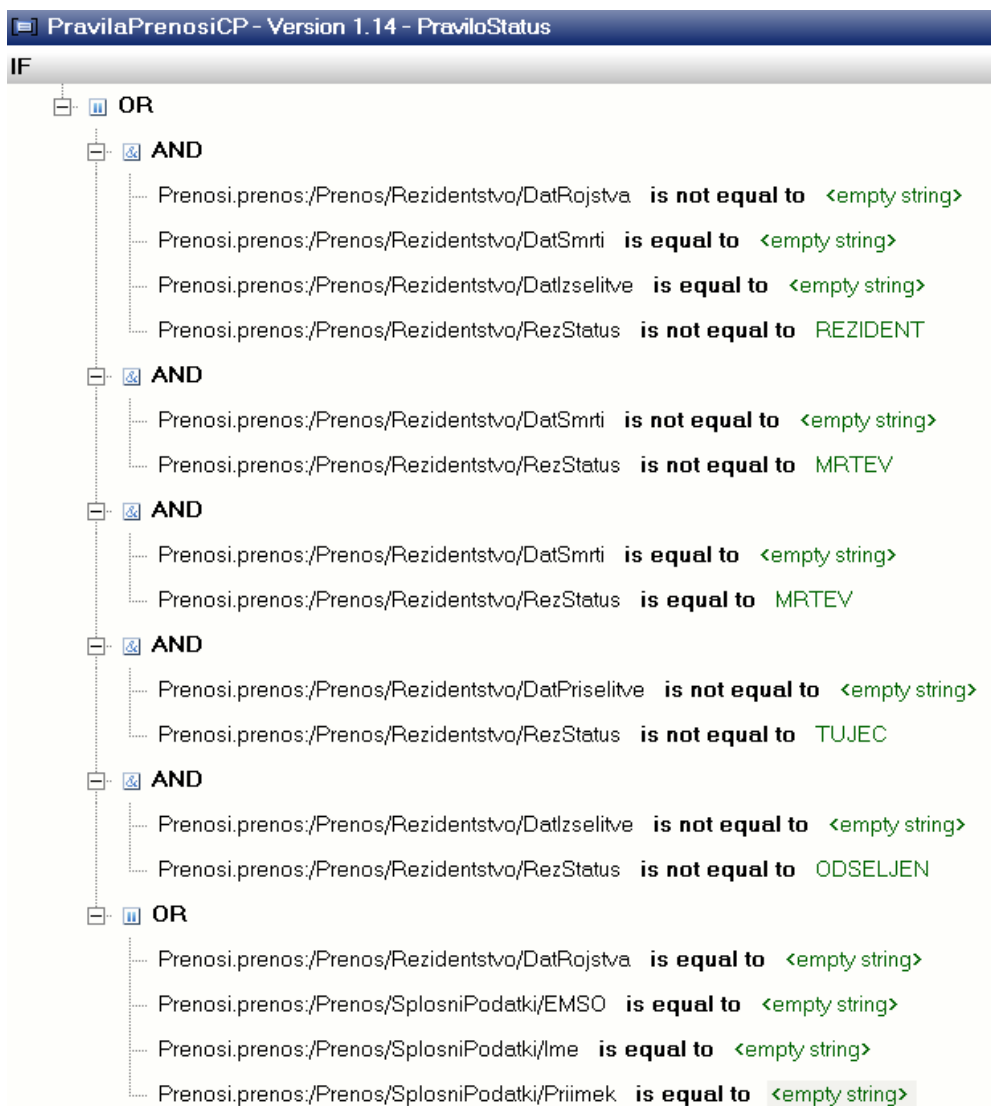 PravilaPrenosiCP - Version 1.14 - PraviloStatus
IF
OR
AND
Prenosi.prenos:/Prenos/Rezidentstvo/DatRojstva is not equal to <empty string>
Prenosi.prenos:/Prenos/Rezidentstvo/DatSmrti is equal to <empty string>
Prenosi.prenos:/Prenos/Rezidentstvo/DatIzselitve is equal to <empty string>
Prenosi.prenos:/Prenos/Rezidentstvo/RezStatus is not equal to REZIDENT
AND
Prenosi.prenos:/Prenos/Rezidentstvo/DatSmrti is not equal to <empty string>
Prenosi.prenos:/Prenos/Rezidentstvo/RezStatus is not equal to MRTEV
& AND
Prenosi.prenos:/Prenos/Rezidentstvo/DatSmrti is equal to <empty string>
Prenosi.prenos:/Prenos/Rezidentstvo/RezStatus is equal to MRTEV
AND
Prenosi.prenos:/Prenos/Rezidentstvo/DatPriselitve is not equal to <empty string>
Prenosi.prenos:/Prenos/Rezidentstvo/RezStatus is not equal to TUJEC
AND
Prenosi.prenos:/Prenos/Rezidentstvo/DatIzselitve is not equal to <empty string>
Prenosi.prenos:/Prenos/Rezidentstvo/RezStatus is not equal to ODSELJEN
OR
Prenosi.prenos:/Prenos/Rezidentstvo/DatRojstva is equal to <empty string>
Prenosi.prenos:/Prenos/SplosniPodatki/EMSO is equal to <empty string>
Prenosi.prenos:/Prenos/SplosniPodatki/Ime is equal to <empty string>
Prenosi.prenos:/Prenos/SplosniPodatki/Priimek is equal to <empty string>